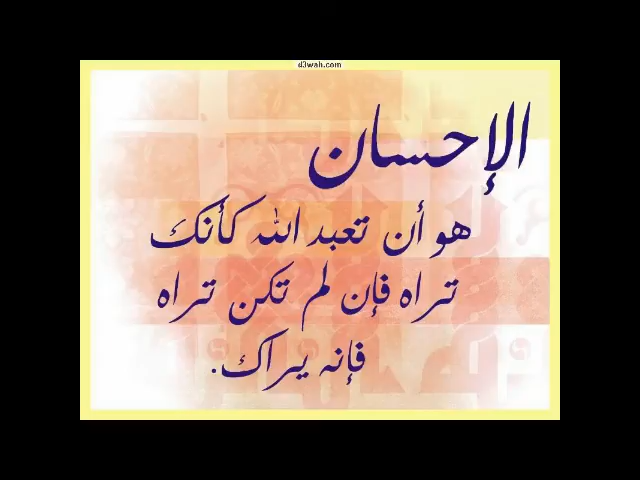 d3wah.com
الإحسان
هو أن تعبد الله كأنك
تراه فإن لم تكن تراه
فإنه يراك.